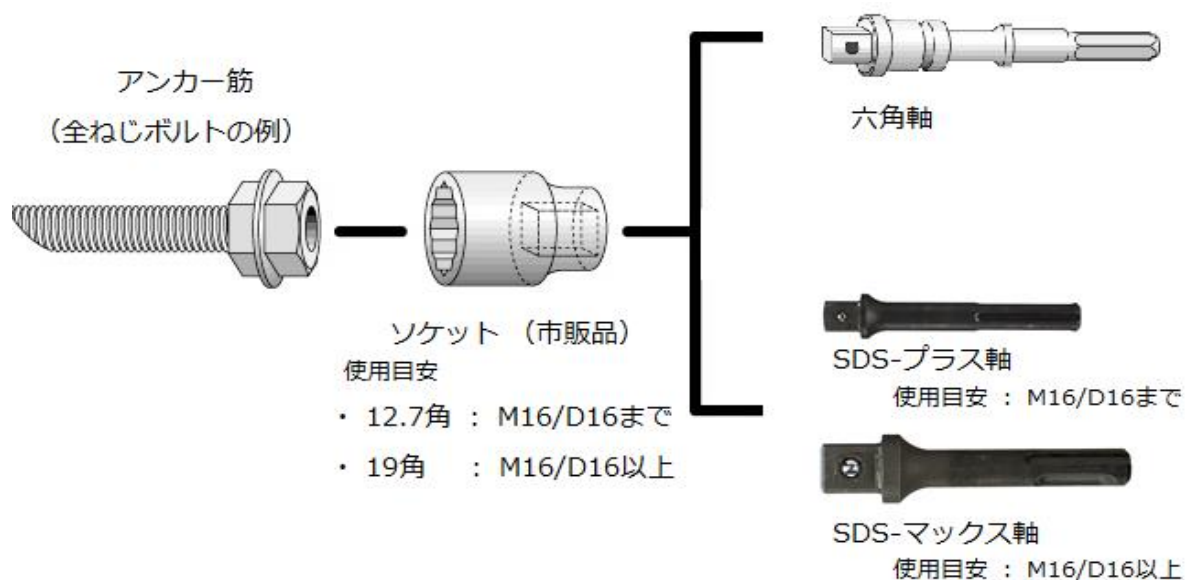 アンカー筋
（全ねじボルトの例）
ソケット （市販品）
使用目安
・ 12.7角 ： M16/D16まで
・ 19角 ： M16/D16以上
六角軸
SDS-プラス軸
使用目安 ： M16/D16まで
SDS-マックス軸
使用目安 ： M16/D16以上